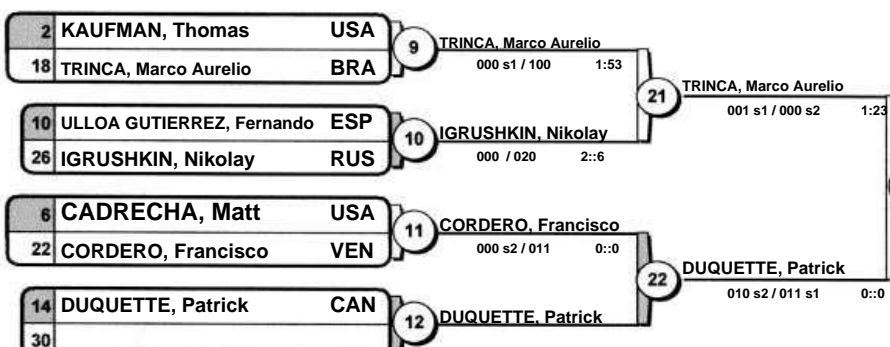 2 KAUFMAN, Thomas USA
18 TRINCA, Marco Aurelio BRA
9
TRINCA, Marco Aurelio
000 s1 / 100 1:53
10 ULLOA GUTIERREZ, Fernando ESP
26 IGRUSHKIN, Nikolay RUS
10
IGRUSHKIN, Nikolay
000 / 020 2::6
21
TRINCA, Marco Aurelio
001 s1 / 000 s2 1:23
6 CADRECHA, Matt USA
22 CORDERO, Francisco VEN
11
CORDERO, Francisco
000 s2 / 011 0::0
14 DUQUETTE, Patrick CAN
30
12
DUQUETTE, Patrick
22
DUQUETTE, Patrick
010 s2 / 011 s1 0::0